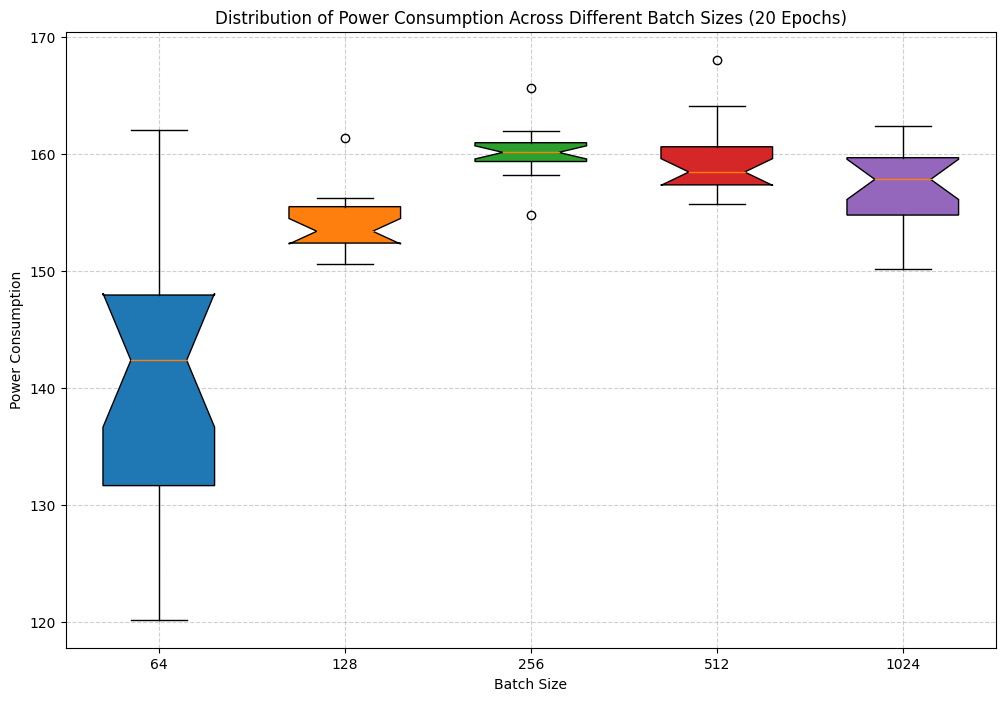 Distribution of Power Consumption Across Different Batch Sizes (20 Epochs)
170
160
150
140
130
120
Power Consumption
64 128 256 512 1024
Batch Size